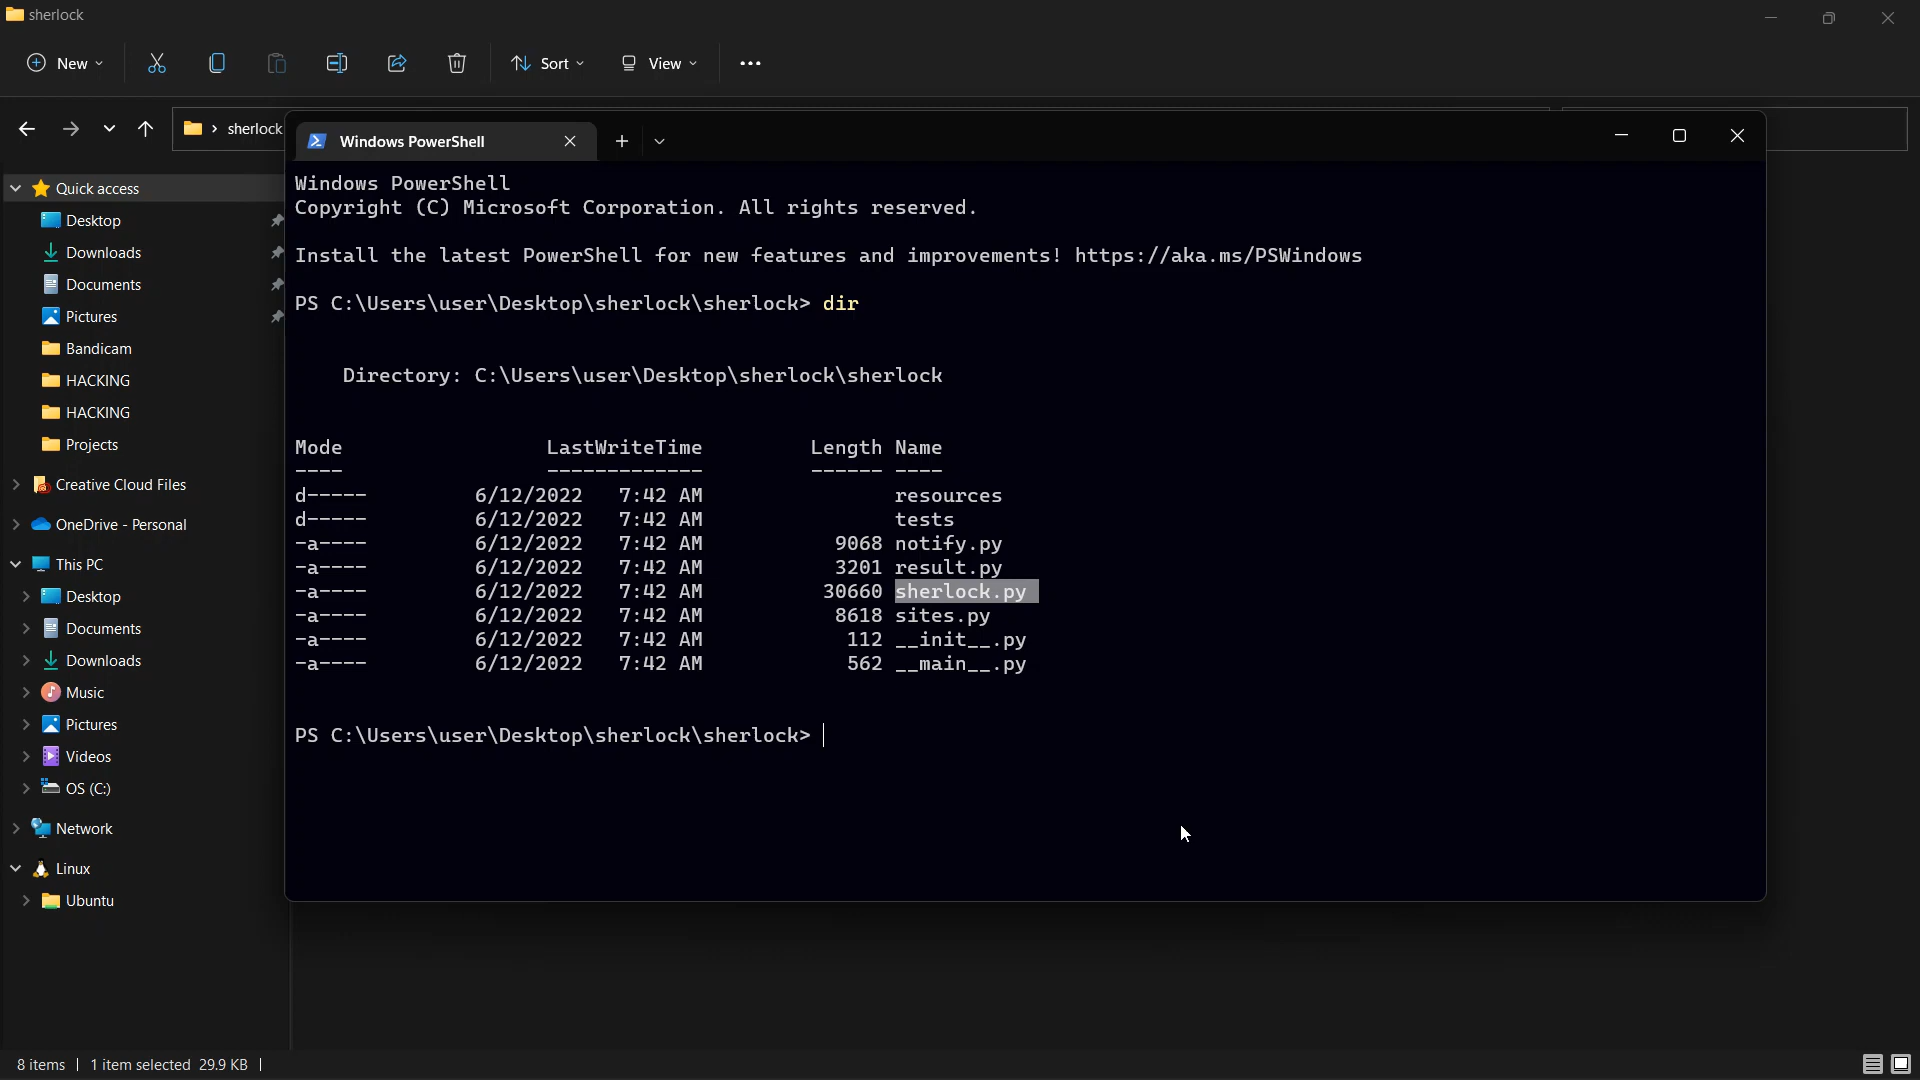 sherlock
New
Sort
View
sherlock
Windows PowerShell
Quick access
Desktop
Downloads
Documents
Pictures
Bandicam
HACKING
HACKING
Projects
Creative Cloud Files
OneDrive - Personal
This PC
Desktop
Documents
Downloads
Music
Pictures
Videos
OS (C:)
Network
Linux
Ubuntu
Windows PowerShell
Copyright (C) Microsoft Corporation. All rights reserved.
Install the latest PowerShell for new features and improvements! https://aka.ms/PSWindows
PS C:\Users\user\Desktop\sherlock\sherlock> dir
Directory: C:\Users\user\Desktop\sherlock\sherlock
Mode LastWriteTime Length Name
---- ------------- ------ ----
d----- 6/12/2022 7:42 AM resources
d----- 6/12/2022 7:42 AM tests
-a---- 6/12/2022 7:42 AM 9068 notify.py
-a---- 6/12/2022 7:42 AM 3201 result.py
-a---- 6/12/2022 7:42 AM 30660 sherlock.py
-a---- 6/12/2022 7:42 AM 8618 sites.py
-a---- 6/12/2022 7:42 AM 112 __init__.py
-a---- 6/12/2022 7:42 AM 562 __main__.py
PS C:\Users\user\Desktop\sherlock\sherlock>
8 items 1 item selected 29.9 KB